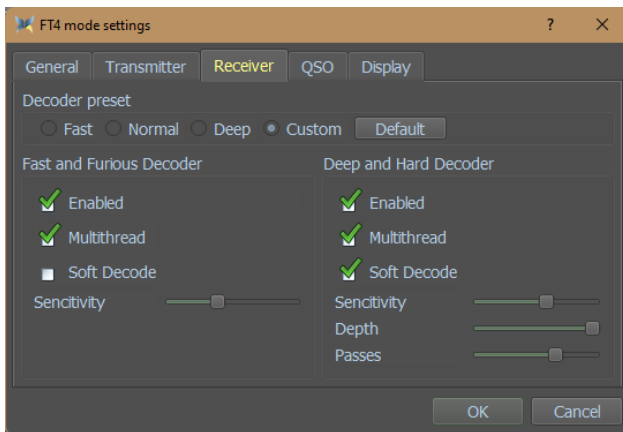 FT4 mode settings ? ×
General Transmitter Receiver QSO Display
Decoder preset
Fast Normal Deep Custom Default
Fast and Furious Decoder
Enabled
Multithread
Soft Decode
Sencitivity
Deep and Hard Decoder
Enabled
Multithread
Soft Decode
Sencitivity
Depth
Passes
OK Cancel